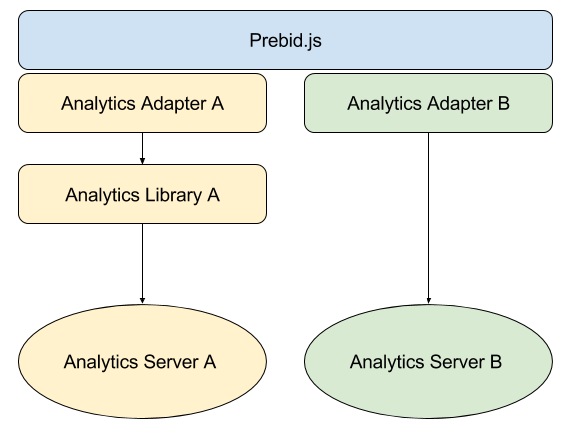 Prebid.js
Analytics Adapter A
Analytics Adapter B
Analytics Library A
Analytics Server A
Analytics Server B